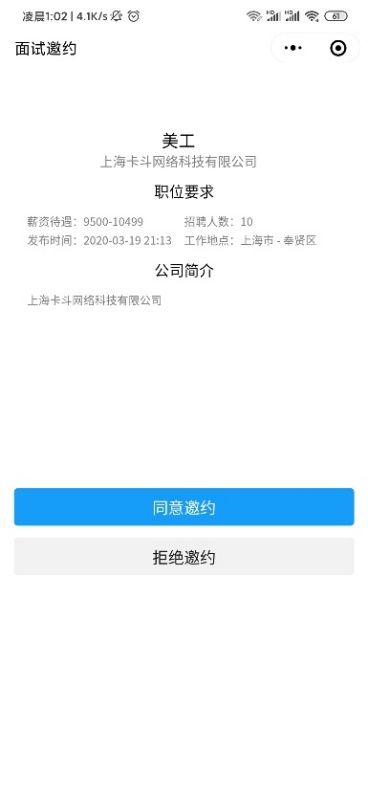 凌晨1:02 | 4.1K/s
面试邀约
美工
上海卡斗网络科技有限公司
职位要求
薪资待遇：9500-10499 招聘人数：10
发布时间：2020-03-19 21:13 工作地点：上海市 - 奉贤区
公司简介
上海卡斗网络科技有限公司
同意邀约
拒绝邀约